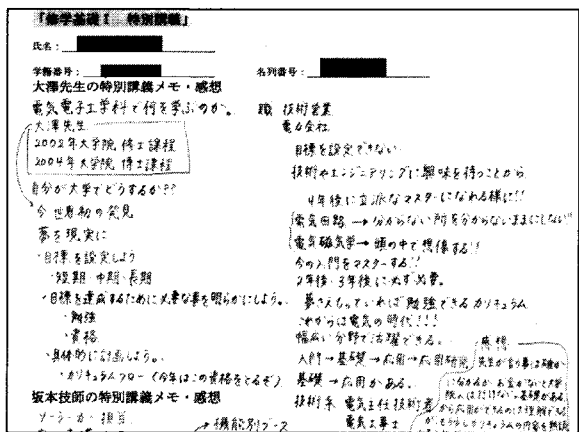 「修学基礎Ⅰ 特別講義」
氏名：
学籍番号：
名列番号：
大澤先生の特別講義メモ・感想
電気電子工学科で何を学ぶのか。
大澤先生
2002年大学院 修士課程
2004年大学院 博士課程
自分が大学でどうするか??
今世界初の発見
夢を現実に
・目標を設定しよう
・短期・中期・長期
・目標を達成するために必要な事を明らかにしよう。
・勉強
・資格
・具体的に計画しよう。
・カリキュラムフロー（今年はこの資格をとるぞ）
坂本技師の特別講義メモ・感想
メーカー 担当
機能別ブース
職 技術営業
電力会社
目標を設定できない
技術やエンジニアリングに興味を持つことから
4年後に立派なマスターになれる様に!!
電気回路→分からない所を分からないままにしない!!
電気磁気学→頭の中で想像する!!
今の入門をマスターする!!
2年後・3年後に必ず必要。
夢さえもっていれば勉強できるカリキュラム
これからは電気の時代!!!
幅広い分野で活躍できる。
入門→基礎→応用→応用研究
基礎→応用がある。
技術系 電気主任技術者
電気工事士
感想
先生が言う事は確か